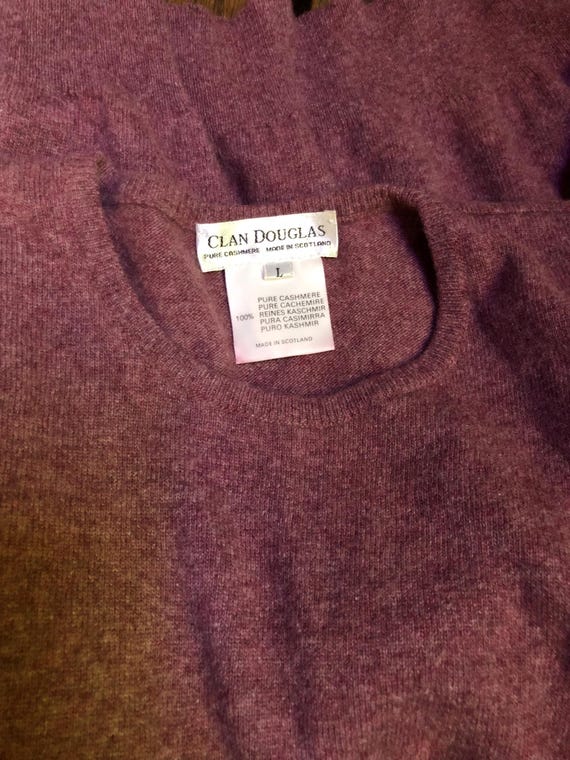 CLAN DOUGLAS
PURE CASHMERE MADE IN SCOTLAND
L
PURE CASHMERE
PURE CACHEMIRE
100% REINES KASCHMIR
PURA CASIMIRRA
PURO KASHMIR
MADE IN SCOTLAND